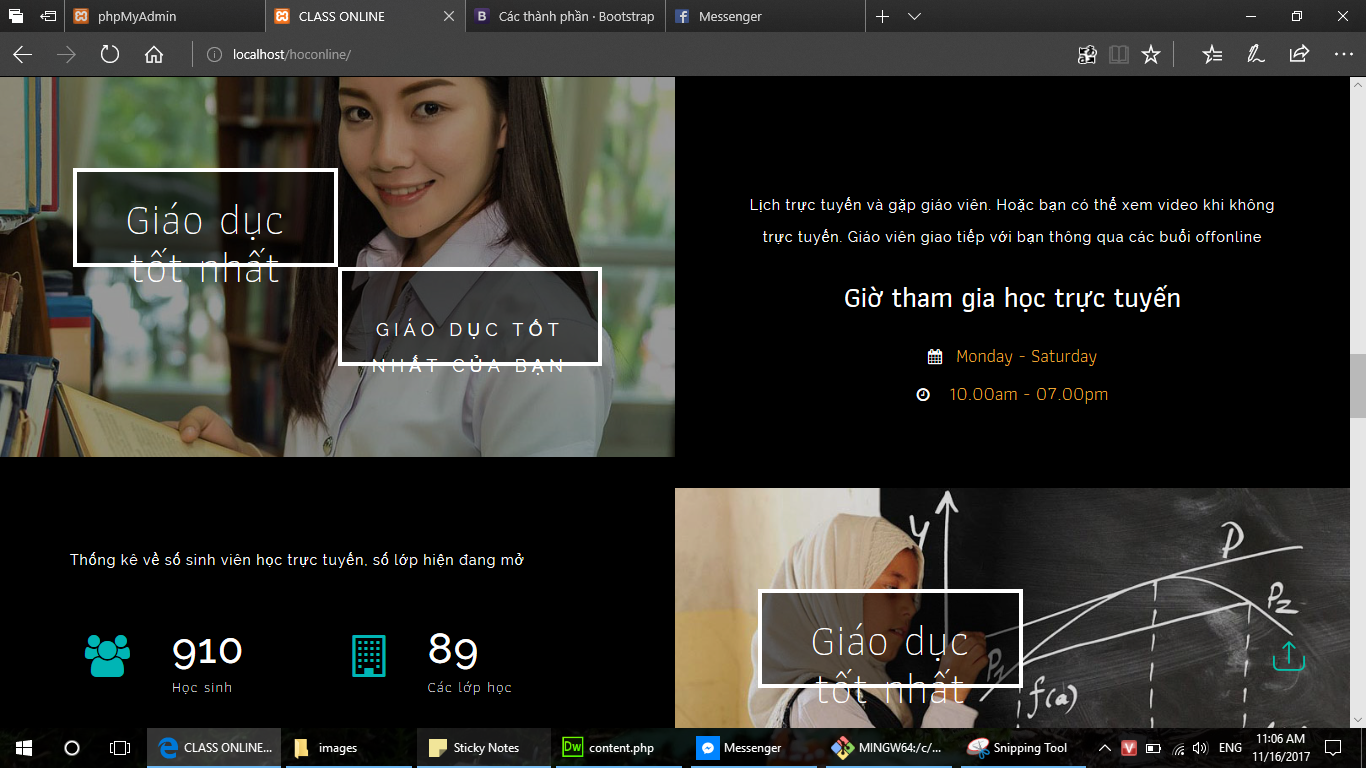 phpMyAdmin
CLASS ONLINE
Các thành phần · Bootstrap
Messenger
localhost/hoconline/
Giáo dục
tốt nhất
GIÁO DỤC TỐT
NHẤT CỦA BẠN
Lịch trực tuyến và gặp giáo viên. Hoặc bạn có thể xem video khi không
trực tuyến. Giáo viên giao tiếp với bạn thông qua các buổi offonline
Giờ tham gia học trực tuyến
Monday - Saturday
10.00am - 07.00pm
Thống kê về số sinh viên học trực tuyến, số lớp hiện đang mở
910
Học sinh
89
Các lớp học
y
P
P2
P1
f(a)
Giáo dục
tốt nhất
CLASS ONLINE...
images
Sticky Notes
Dw
content.php
Messenger
MINGW64:/c/...
Snipping Tool
V
ENG
11:06 AM
11/16/2017